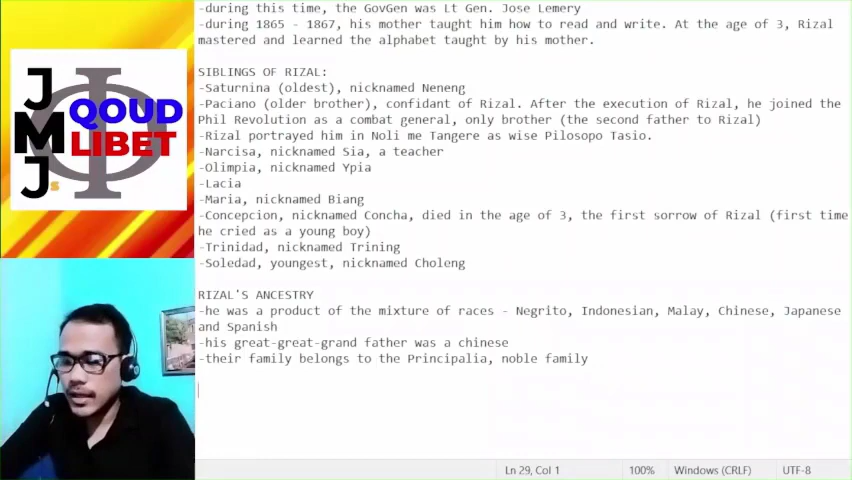 -during this time, the GovGen was Lt Gen. Jose Lemery
-during 1865 - 1867, his mother taught him how to read and write. At the age of 3, Rizal
mastered and learned the alphabet taught by his mother.
SIBLINGS OF RIZAL:
-Saturnina (oldest), nicknamed Neneng
-Paciano (older brother), confidant of Rizal. After the execution of Rizal, he joined the
Phil Revolution as a combat general, only brother (the second father to Rizal)
-Rizal portrayed him in Noli me Tangere as wise Pilosopo Tasio.
-Narcisa, nicknamed Sia, a teacher
-Olimpia, nicknamed Ypia
-Lacia
-Maria, nicknamed Biang
-Concepcion, nicknamed Concha, died in the age of 3, the first sorrow of Rizal (first time
he cried as a young boy)
-Trinidad, nicknamed Trining
-Soledad, youngest, nicknamed Choleng
RIZAL'S ANCESTRY
-he was a product of the mixture of races - Negrito, Indonesian, Malay, Chinese, Japanese
and Spanish
-his great-great-grand father was a chinese
-their family belongs to the Principalia, noble family
Ln 29, Col 1 100% Windows (CRLF) UTF-8
JMJs
QOUD
LIBET